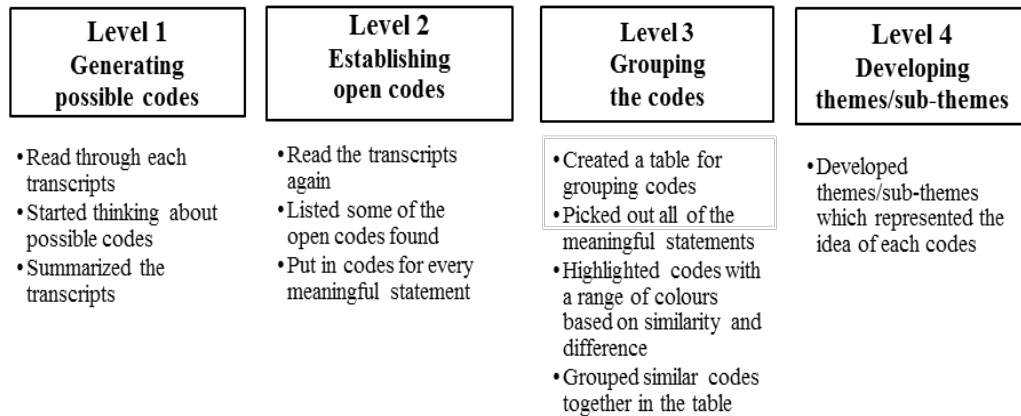 Level 1
Generating
possible codes
•Read through each
transcripts
•Started thinking about
possible codes
•Summarized the
transcripts
Level 2
Establishing
open codes
•Read the transcripts
again
•Listed some of the
open codes found
•Put in codes for every
meaningful statement
Level 3
Grouping
the codes
•Created a table for
grouping codes
•Picked out all of the
meaningful statements
•Highlighted codes with
a range of colours
based on similarity and
difference
•Grouped similar codes
together in the table
Level 4
Developing
themes/sub-themes
•Developed
themes/sub-themes
which represented the
idea of each codes